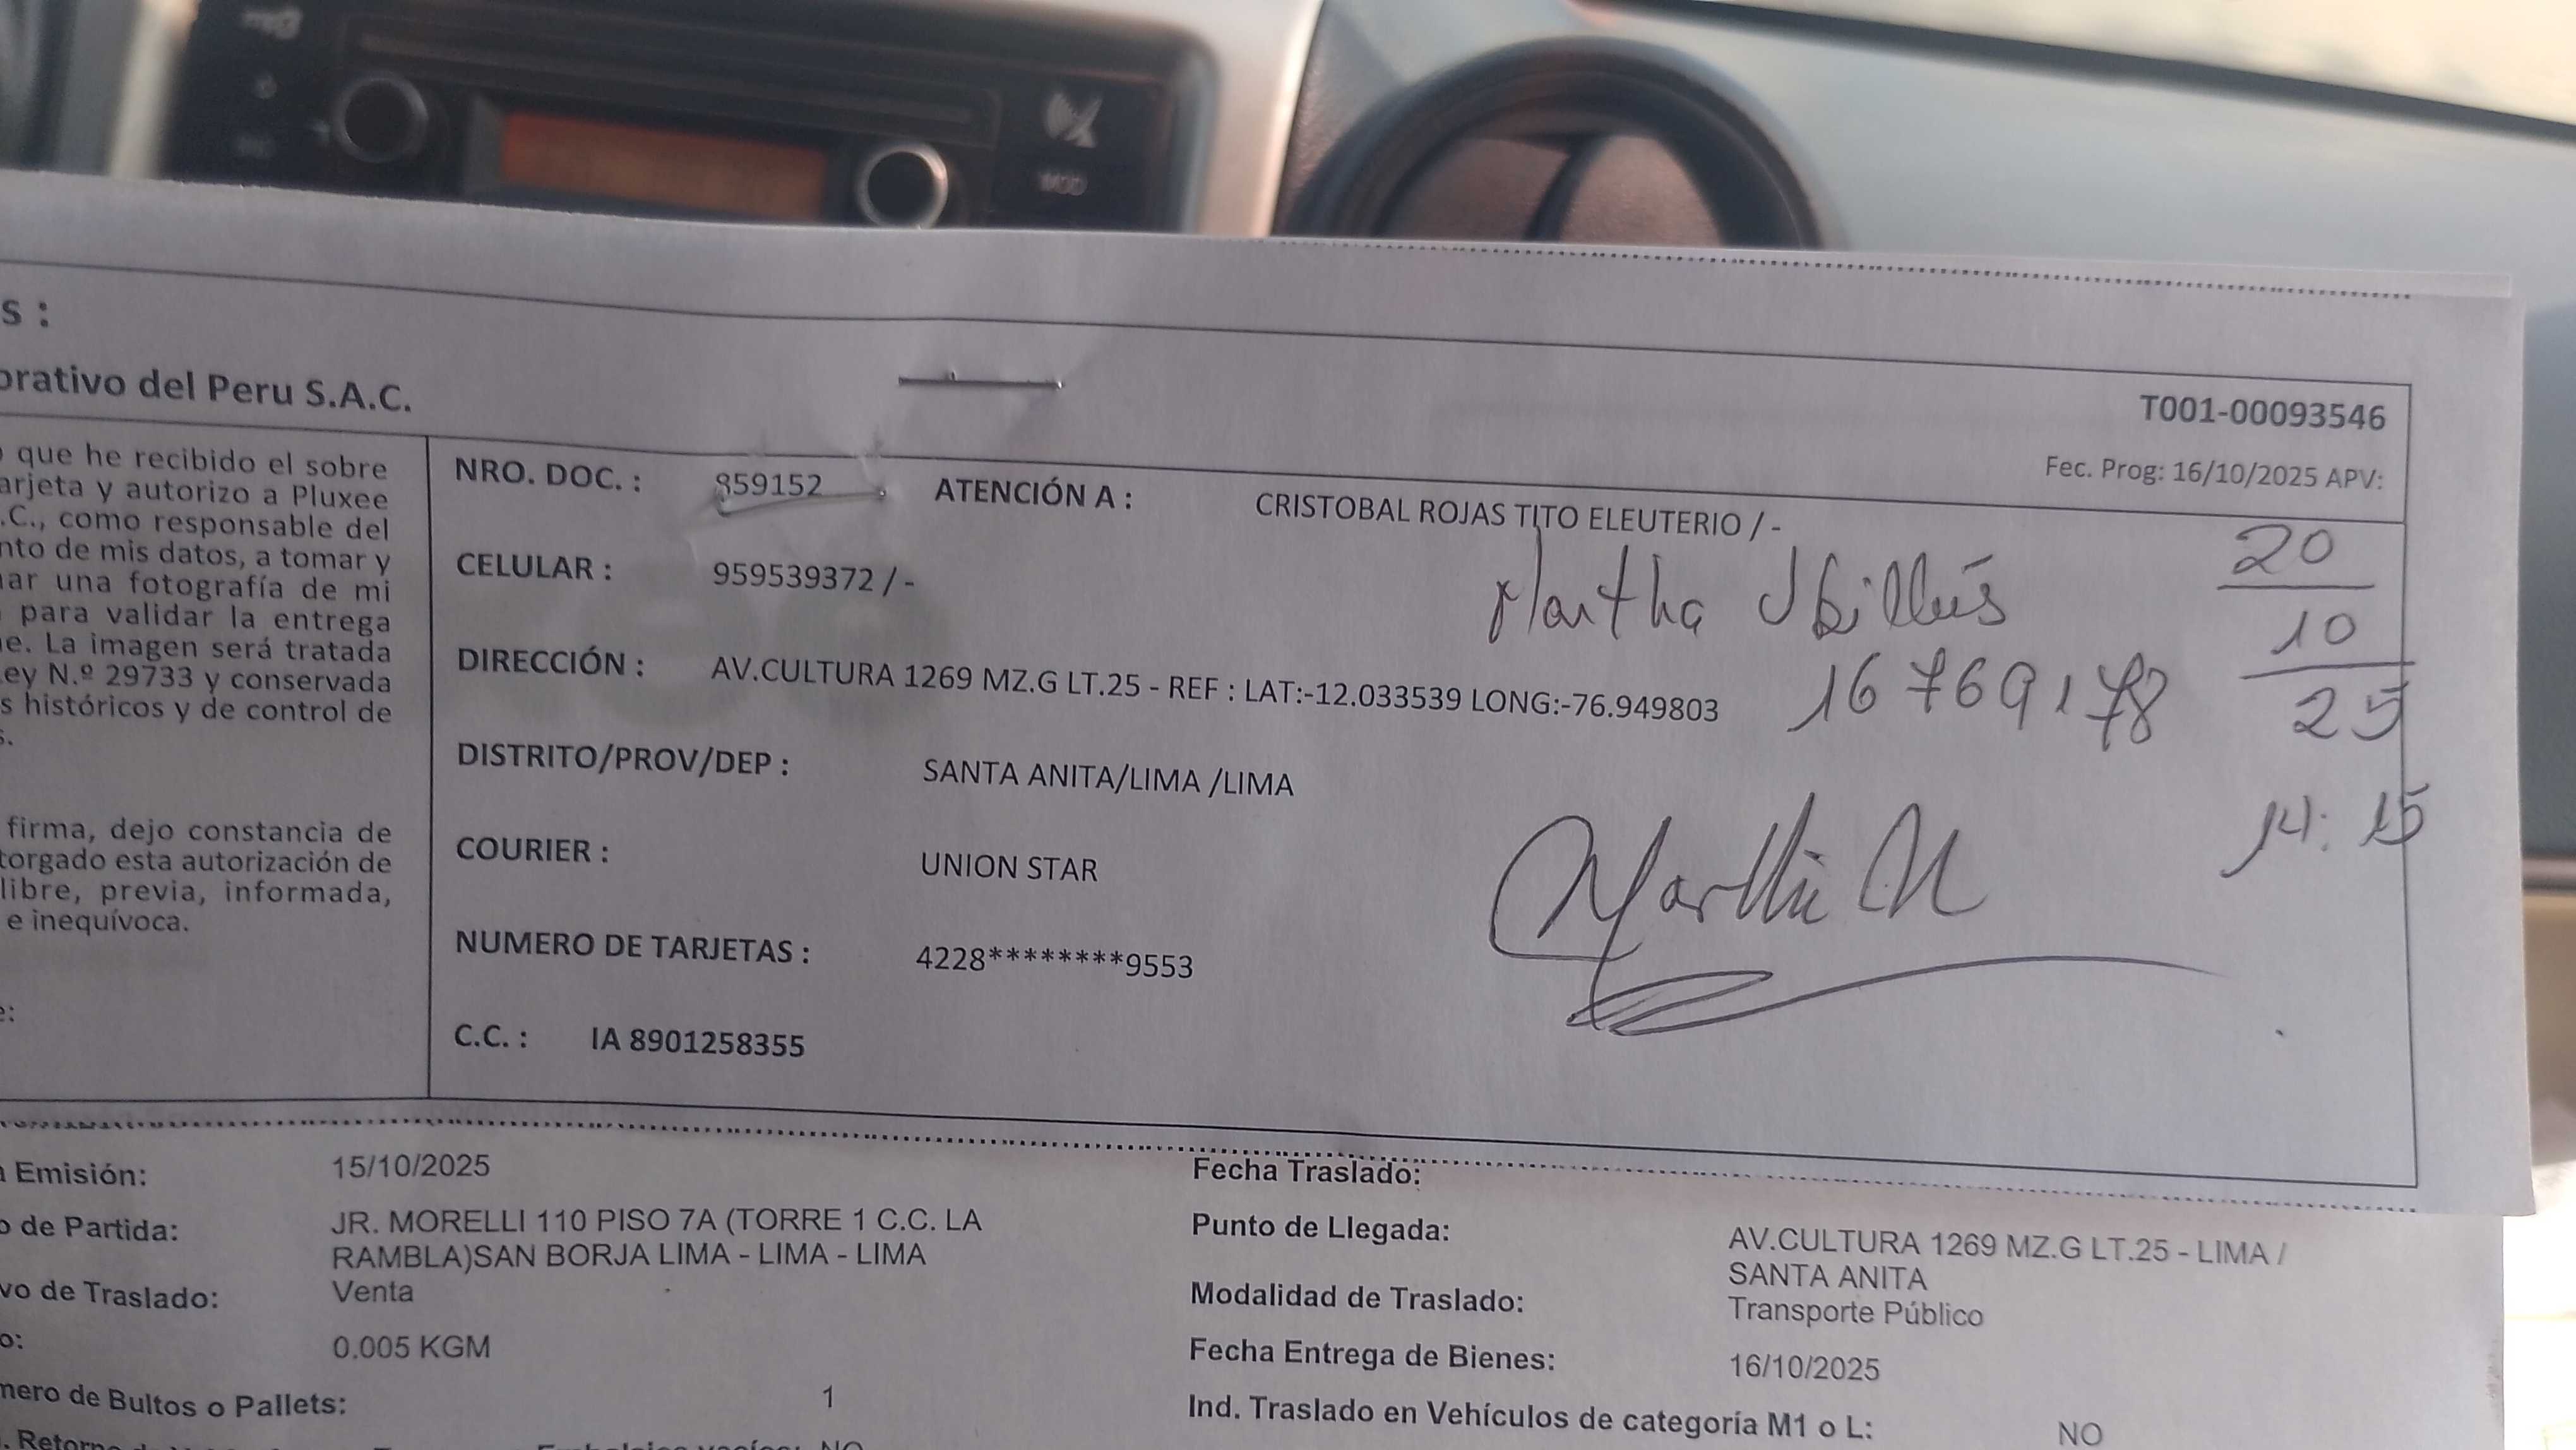 s :
orativo del Peru S.A.C.
T001-00093546
Fec. Prog: 16/10/2025 APV:
que he recibido el sobre
arjeta y autorizo a Pluxee
.C., como responsable del
nto de mis datos, a tomar y
nar una fotografía de mi
para validar la entrega
ne. La imagen será tratada
Ley N.º 29733 y conservada
s históricos y de control de
s.
firma, dejo constancia de
torgado esta autorización de
libre, previa, informada,
e inequívoca.
e:
NRO. DOC. : 859152 ATENCIÓN A : CRISTOBAL ROJAS TITO ELEUTERIO / -
CELULAR : 959539372 / -
Martha
20
10
25
DIRECCIÓN : AV.CULTURA 1269 MZ.G LT.25 - REF : LAT:-12.033539 LONG:-76.949803
16769178
DISTRITO/PROV/DEP : SANTA ANITA/LIMA /LIMA
14:15
COURIER : UNION STAR
NUMERO DE TARJETAS : 4228********9553
C.C. : IA 8901258355
Emisión: 15/10/2025
Fecha Traslado:
o de Partida: JR. MORELLI 110 PISO 7A (TORRE 1 C.C. LA
RAMBLA)SAN BORJA LIMA - LIMA - LIMA
Punto de Llegada: AV.CULTURA 1269 MZ.G LT.25 - LIMA /
SANTA ANITA
vo de Traslado: Venta
Modalidad de Traslado: Transporte Público
o: 0.005 KGM
Fecha Entrega de Bienes: 16/10/2025
mero de Bultos o Pallets: 1
Ind. Traslado en Vehículos de categoría M1 o L: NO